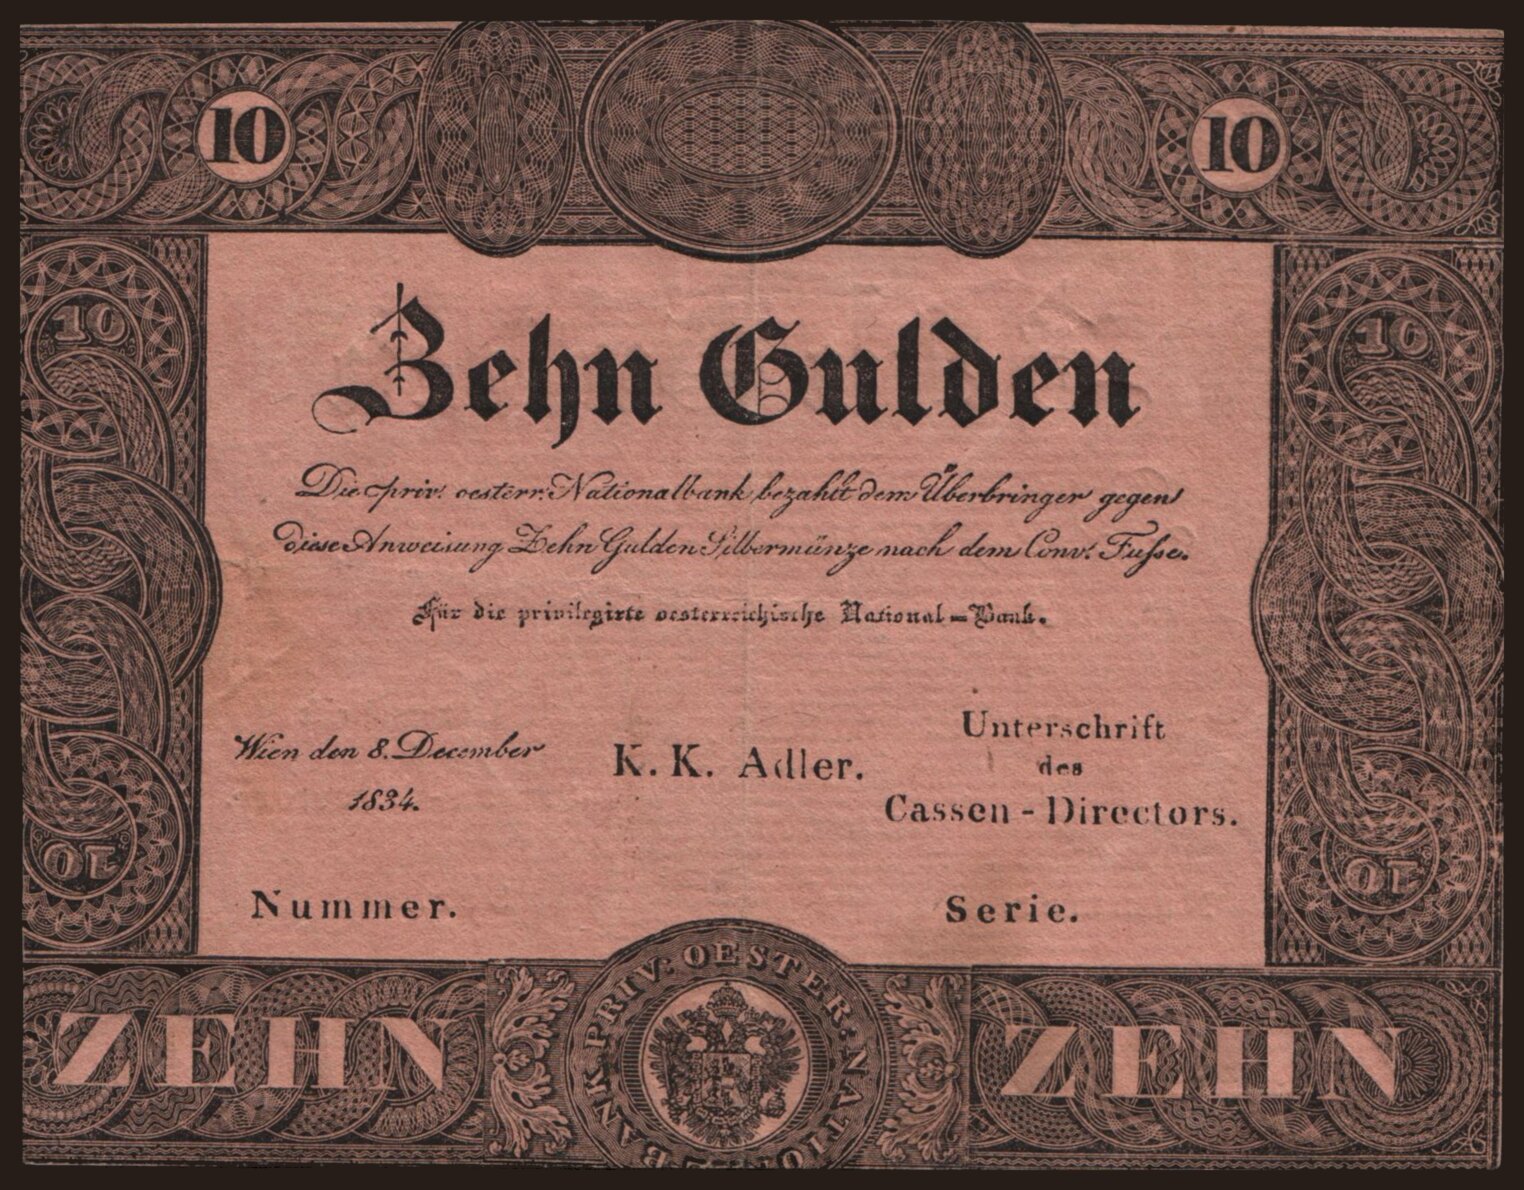 10 10
10 10
Zehn Gulden
Die priv. oesterr. Nationalbank bezahlt dem Überbringer gegen
diese Anweisung Zehn Gulden Silbermünze nach dem Conv. Fuſse.
Für die privilegirte oesterreichische National-Bank.
Wien den 8. December
1834.
K. K. Adler.
Unterschrift
des
Cassen-Directors.
10 10
Nummer.
Serie.
ZEHN
PRIV: OESTER: NATIONAL BANK
ZEHN